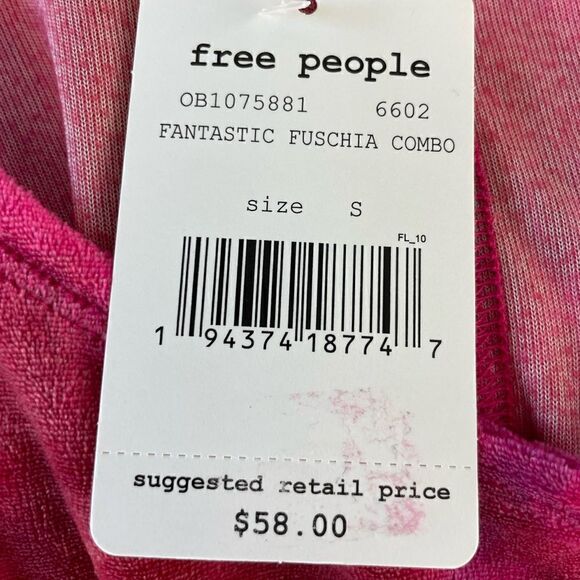 free people
OB1075881 6602
FANTASTIC FUSCHIA COMBO
size S
FL_10
1 94374 18774 7
suggested retail price
$58.00